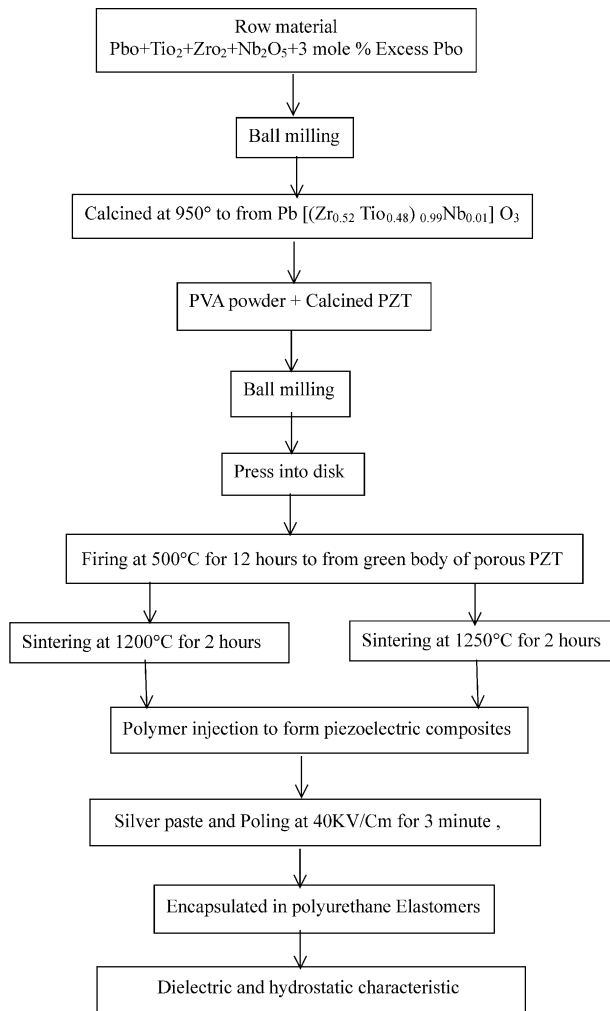 Row material
Pbo+Tio₂+Zro₂+Nb₂O₅+3 mole % Excess Pbo
Ball milling
Calcined at 950° to from Pb [(Zr₀.₅₂ Tio₀.₄₈) ₀.₉₉Nb₀.₀₁] O₃
PVA powder + Calcined PZT
Ball milling
Press into disk
Firing at 500°C for 12 hours to from green body of porous PZT
Sintering at 1200°C for 2 hours
Sintering at 1250°C for 2 hours
Polymer injection to form piezoelectric composites
Silver paste and Poling at 40KV/Cm for 3 minute ,
Encapsulated in polyurethane Elastomers
Dielectric and hydrostatic characteristic